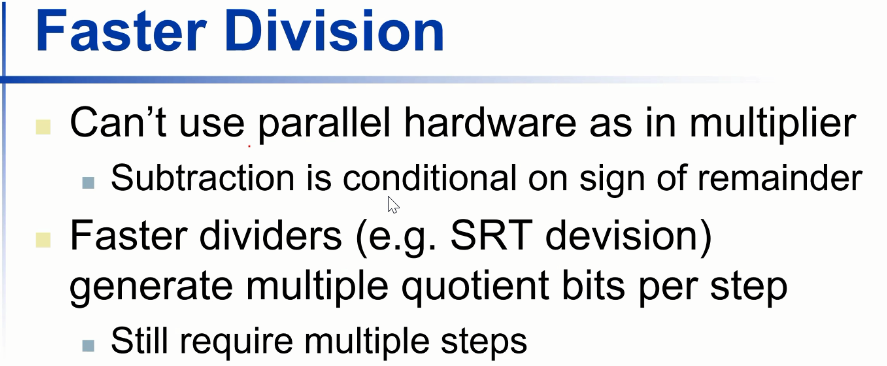 Faster Division
Can't use parallel hardware as in multiplier
Subtraction is conditional on sign of remainder
Faster dividers (e.g. SRT devision)
generate multiple quotient bits per step
Still require multiple steps